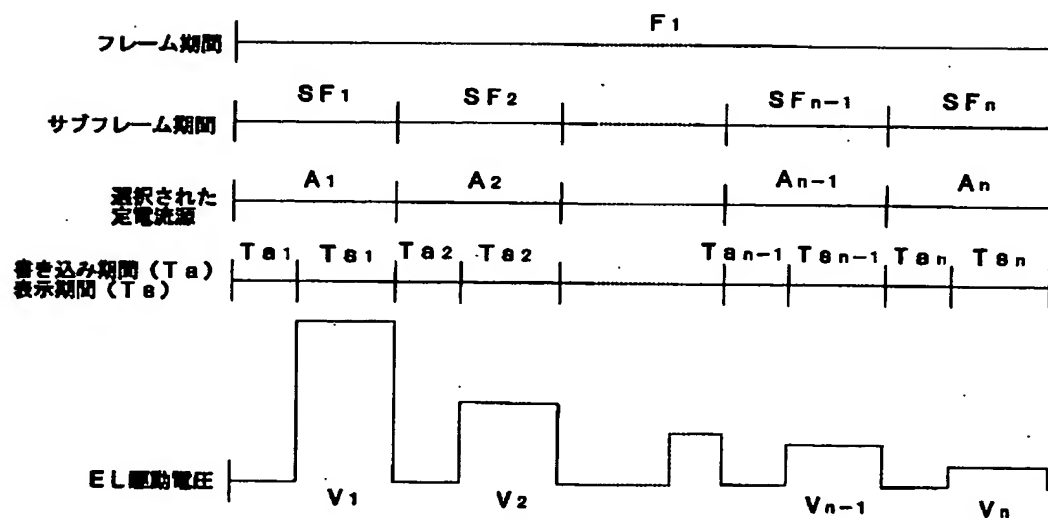 F1
フレーム期間
SF1 SF2 SFn-1 SFn
サブフレーム期間
A1 A2 An-1 An
選択された
定電流源
Ta1 Ts1 Ta2 Ts2 Tan-1 Tsn-1 Tan Tsn
書き込み期間(Ta)
表示期間(Ts)
EL駆動電圧
V1 V2 Vn-1 Vn